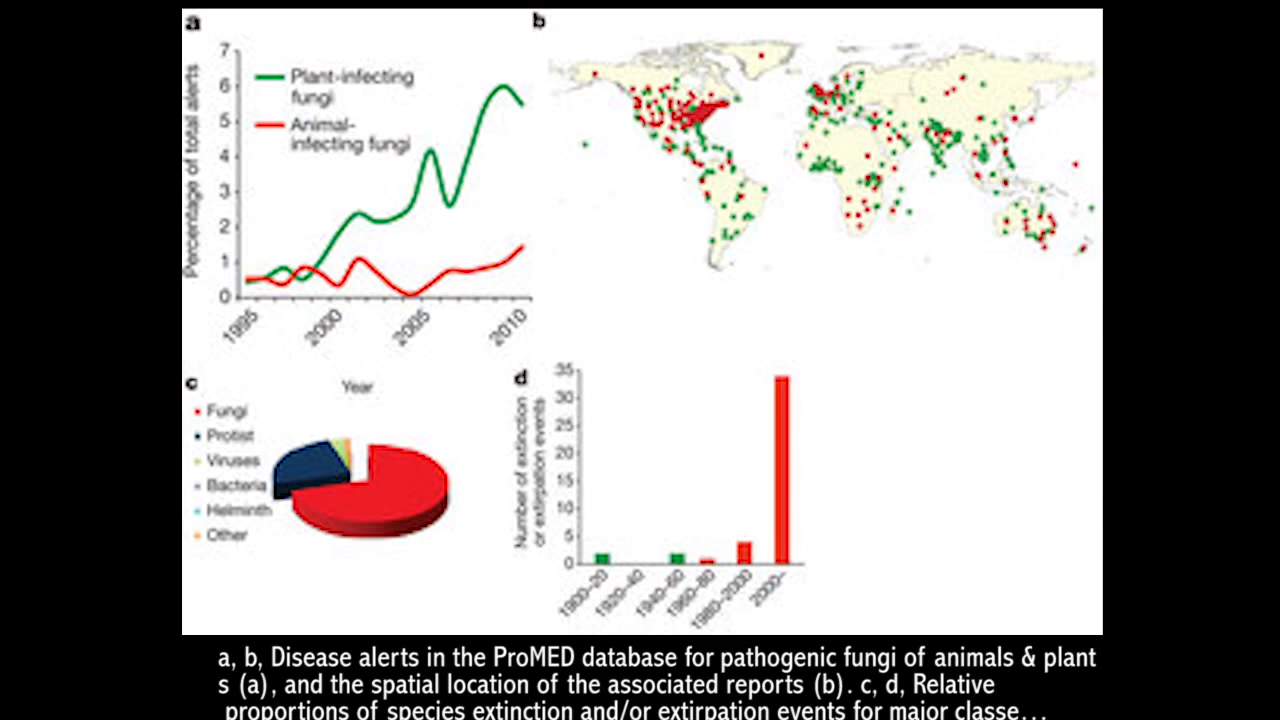 a
b
7
6
5
4
3
2
1
0
Percentage of total alerts
Plant-infecting
fungi
Animal-
infecting fungi
1995
2000
2005
2010
Year
c
Fungi
Protist
Viruses
Bacteria
Helminth
Other
d
35
30
25
20
15
10
5
0
Number of extinction
or extirpation events
1900–20
1920–40
1940–60
1960–80
1980–2000
2000–
a, b, Disease alerts in the ProMED database for pathogenic fungi of animals & plant
s (a), and the spatial location of the associated reports (b). c, d, Relative
proportions of species extinction and/or extirpation events for major classe…